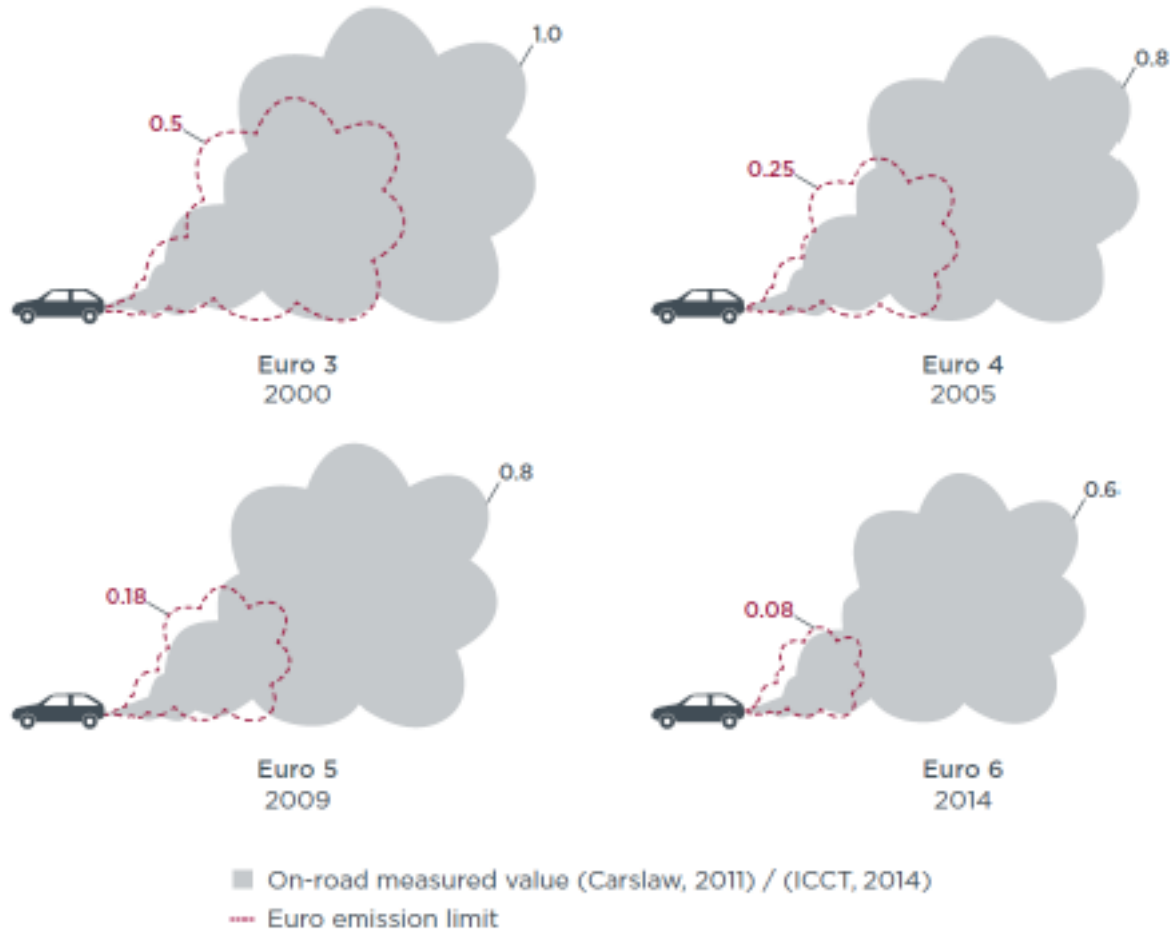 1.0
0.5
Euro 3
2000
0.8
0.25
Euro 4
2005
0.8
0.18
Euro 5
2009
0.6
0.08
Euro 6
2014
On-road measured value (Carslaw, 2011) / (ICCT, 2014)
Euro emission limit